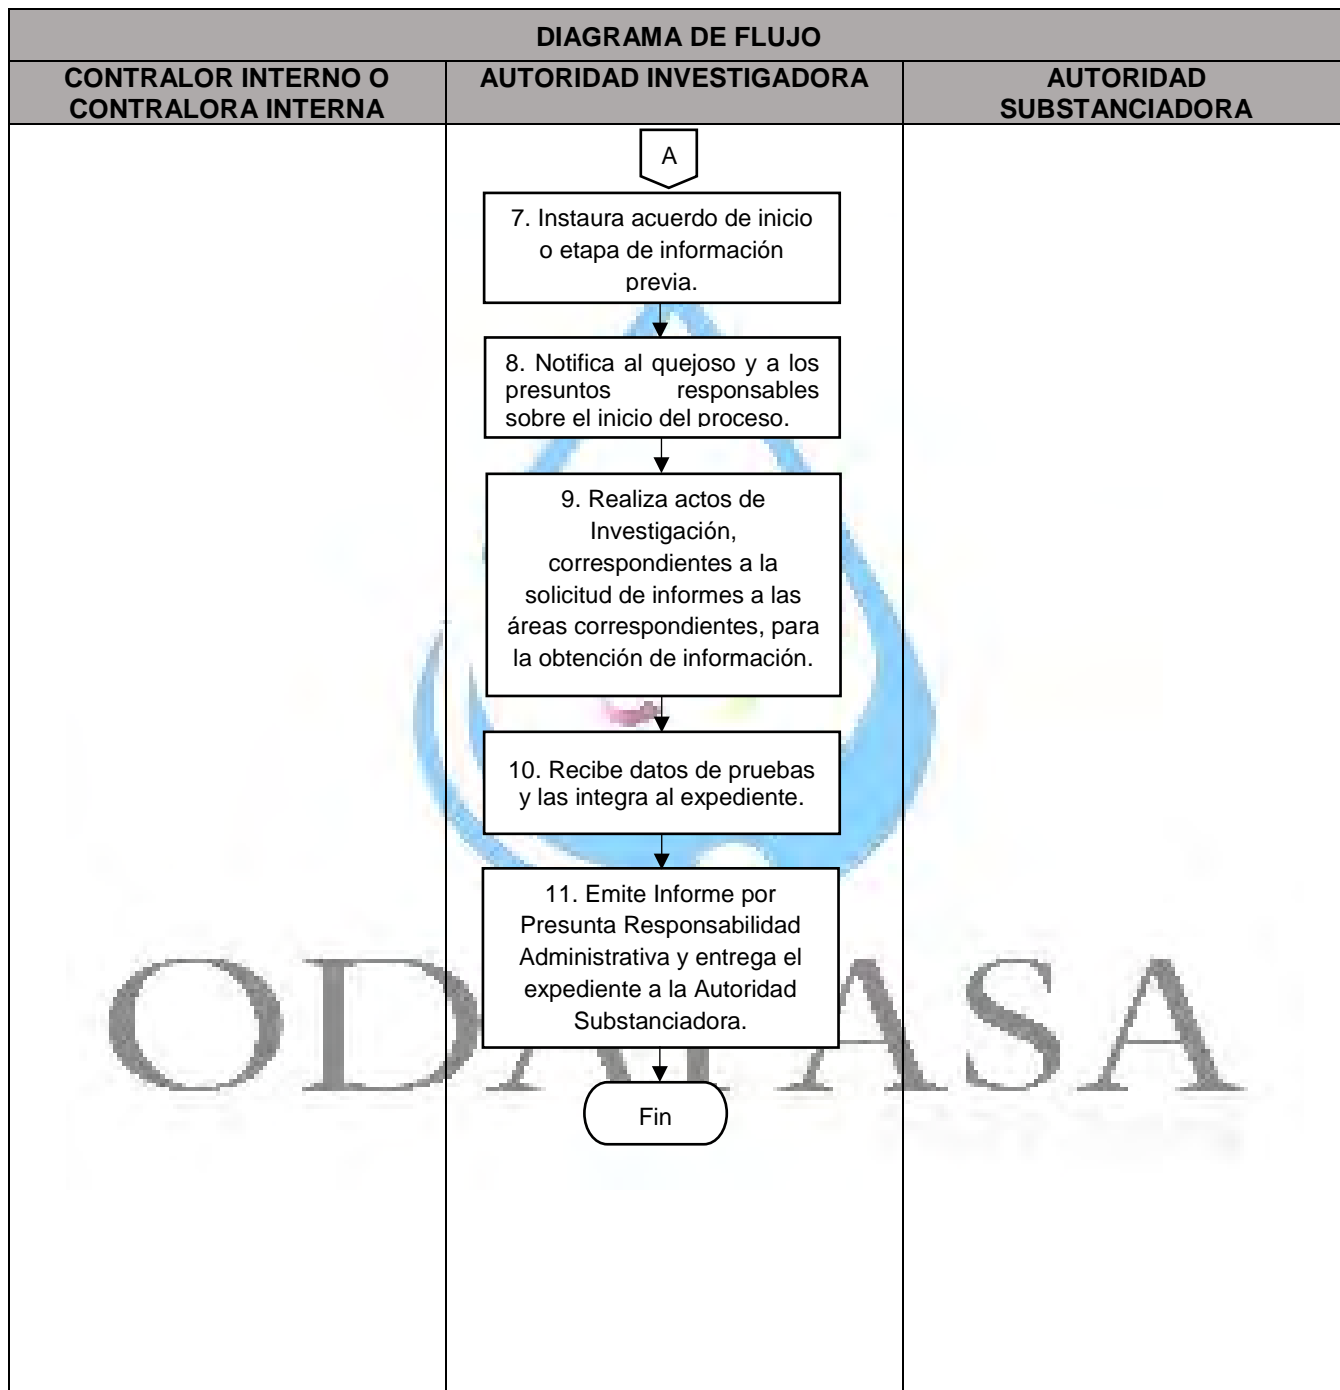 DIAGRAMA DE FLUJO
CONTRALOR INTERNO O
CONTRALORA INTERNA
AUTORIDAD INVESTIGADORA
AUTORIDAD
SUBSTANCIADORA
A
7. Instaura acuerdo de inicio
o etapa de información
previa.
8. Notifica al quejoso y a los
presuntos responsables
sobre el inicio del proceso.
9. Realiza actos de
Investigación,
correspondientes a la
solicitud de informes a las
áreas correspondientes, para
la obtención de información.
10. Recibe datos de pruebas
y las integra al expediente.
11. Emite Informe por
Presunta Responsabilidad
Administrativa y entrega el
expediente a la Autoridad
Substanciadora.
Fin